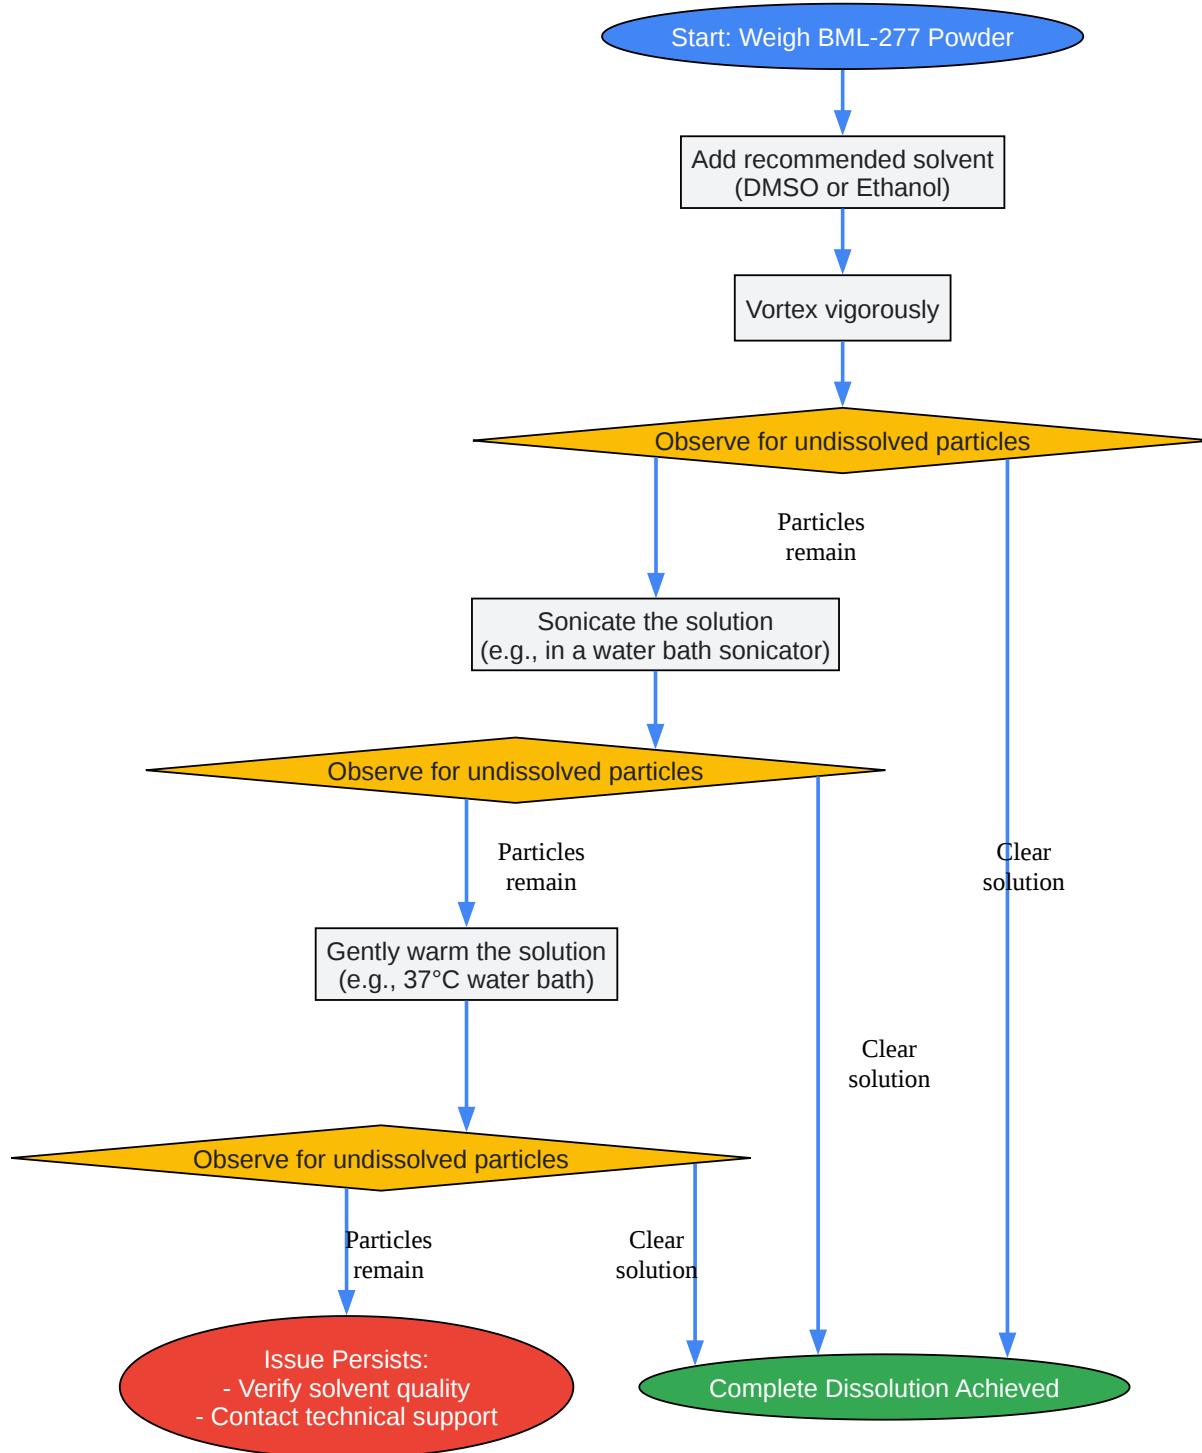 Start: Weigh BML-277 Powder
Add recommended solvent
(DMSO or Ethanol)
Vortex vigorously
Observe for undissolved particles
Particles
remain
Sonicate the solution
(e.g., in a water bath sonicator)
Observe for undissolved particles
Particles
remain
Clear
solution
Gently warm the solution
(e.g., 37°C water bath)
Clear
solution
Observe for undissolved particles
Particles
remain
Clear
solution
Issue Persists:
- Verify solvent quality
- Contact technical support
Complete Dissolution Achieved